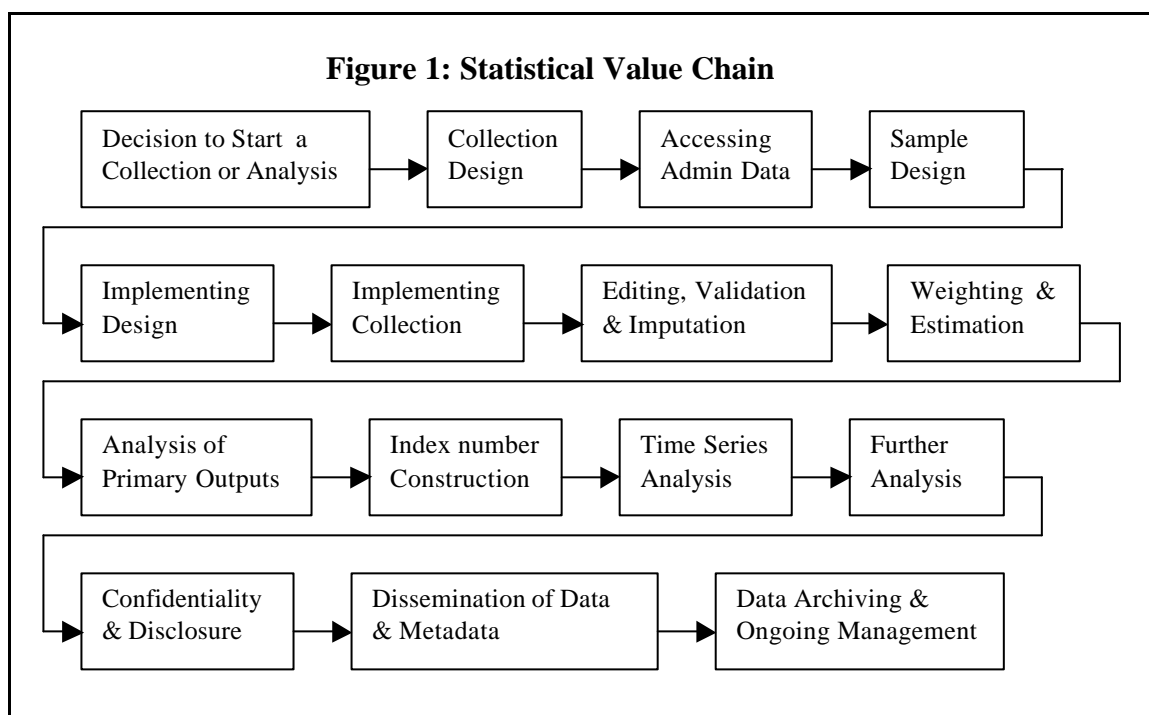 Figure 1: Statistical Value Chain
Decision to Start a
Collection or Analysis
Collection
Design
Accessing
Admin Data
Sample
Design
Implementing
Design
Implementing
Collection
Editing, Validation
& Imputation
Weighting &
Estimation
Analysis of
Primary Outputs
Index number
Construction
Time Series
Analysis
Further
Analysis
Confidentiality
& Disclosure
Dissemination of Data
& Metadata
Data Archiving &
Ongoing Management